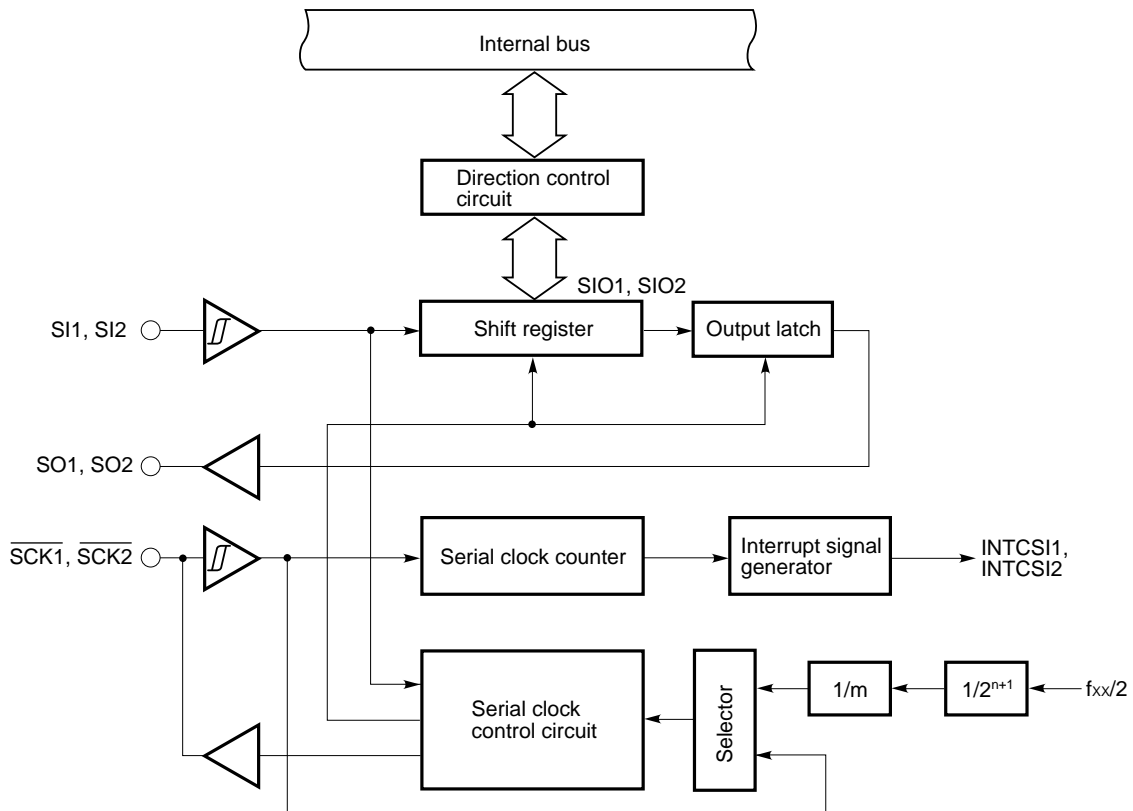 Internal bus
Direction control
circuit
SIO1, SIO2
SI1, SI2
Shift register
Output latch
SO1, SO2
SCK1, SCK2
Serial clock counter
Interrupt signal
generator
INTCSI1,
INTCSI2
Serial clock
control circuit
Selector
1/m
1/2ⁿ⁺¹
fxx/2